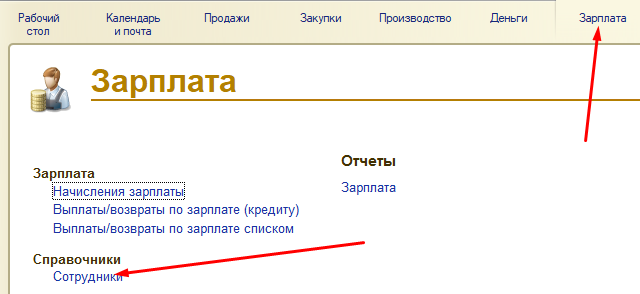 Рабочий стол
Календарь и почта
Продажи
Закупки
Производство
Деньги
Зарплата
Зарплата
Зарплата
Начисления зарплаты
Выплаты/возвраты по зарплате (кредиту)
Выплаты/возвраты по зарплате списком
Справочники
Сотрудники
Отчеты
Зарплата